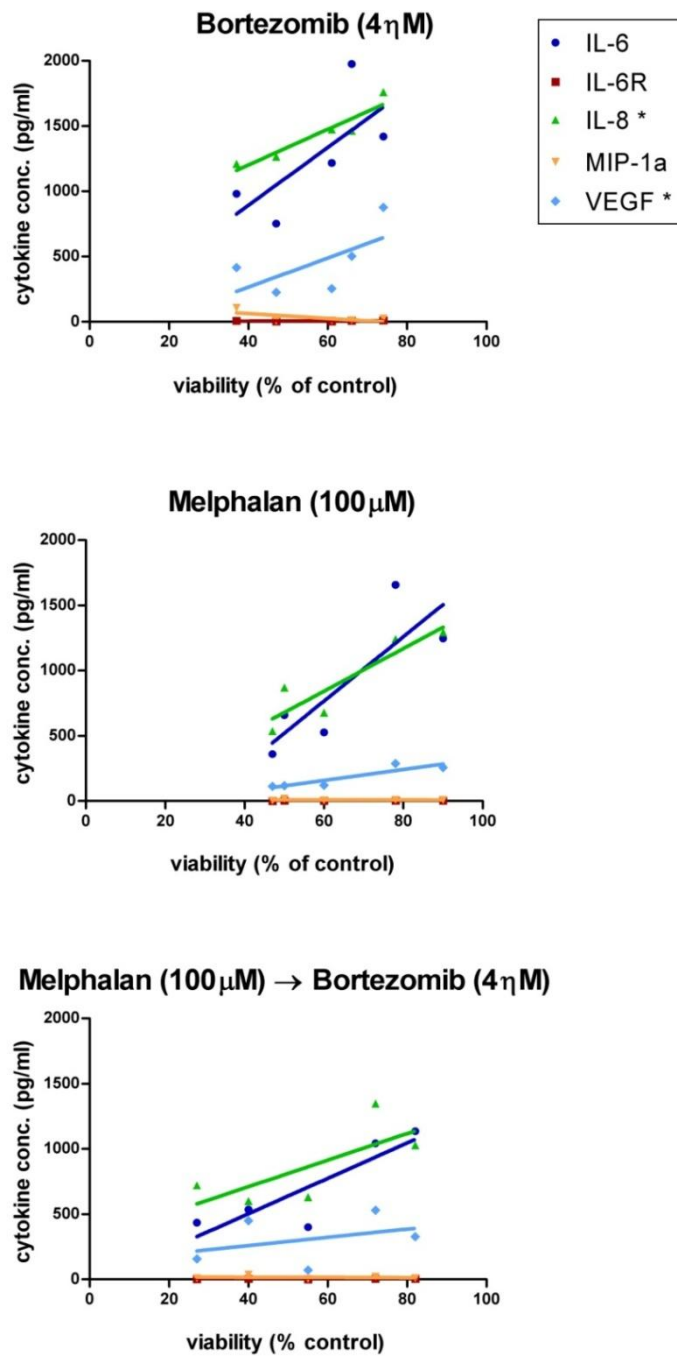 Bortezomib (4ηM)
IL-6
IL-6R
IL-8 *
MIP-1a
VEGF *
cytokine conc. (pg/ml)
2000
1500
1000
500
0
0 20 40 60 80 100
viability (% of control)
Melphalan (100μM)
cytokine conc. (pg/ml)
2000
1500
1000
500
0
0 20 40 60 80 100
viability (% of control)
Melphalan (100μM) → Bortezomib (4ηM)
cytokine conc. (pg/ml)
2000
1500
1000
500
0
0 20 40 60 80 100
viability (% control)